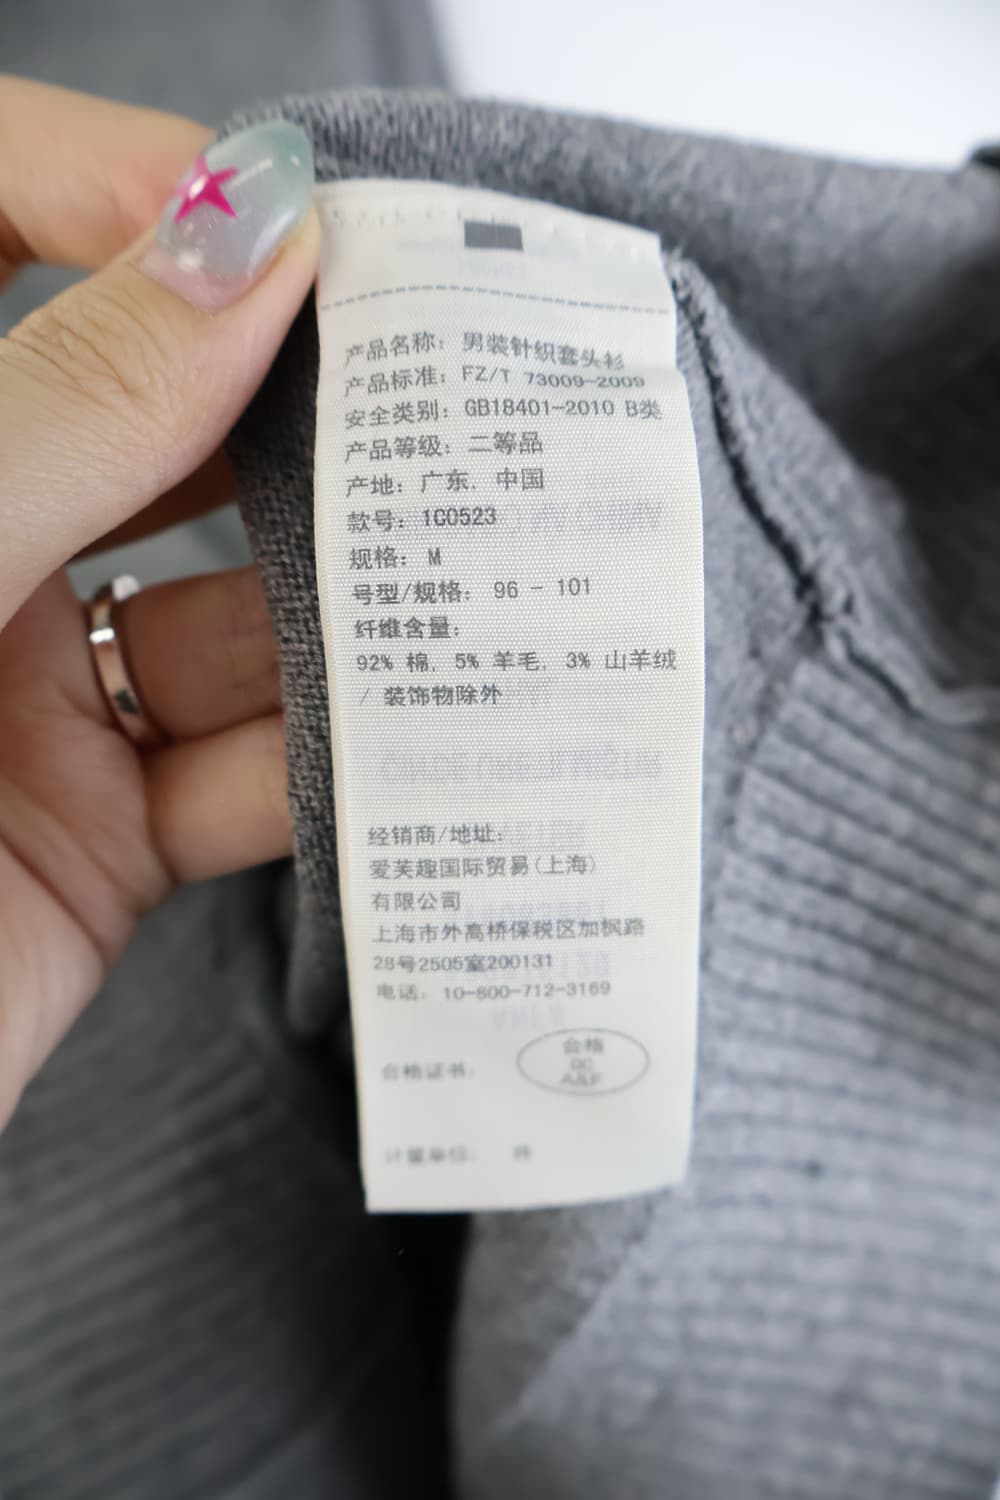 产品名称: 男装针织套头衫
产品标准: FZ/T 73009-2009
安全类别: GB18401-2010 B类
产品等级: 二等品
产地: 广东, 中国
款号: 1C0523
规格: M
号型/规格: 96 - 101
纤维含量:
92% 棉, 5% 羊毛, 3% 山羊绒
/ 装饰物除外
经销商/地址:
爱芙趣国际贸易(上海)
有限公司
上海市外高桥保税区加枫路
28号2505室200131
电话: 10-800-712-3169
合格证书:
合格
QC
A&F
计量单位: 件